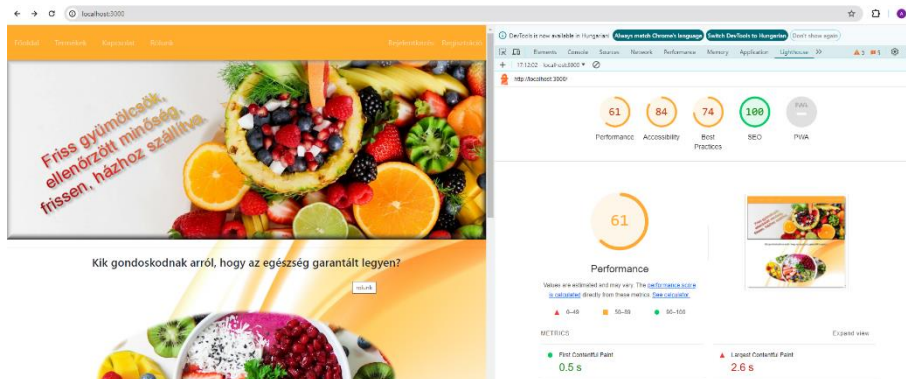 localhost:3000
Főoldal Termékek Kapcsolat Rólunk Bejelentkezés Regisztráció
Friss gyümölcsök,
ellenőrzött minőség,
frissen, házhoz szállítva.
Kik gondoskodnak arról, hogy az egészség garantált legyen?
DevTools is now available in Hungarian! Always match Chrome's language Switch DevTools to Hungarian Don't show again
Elements Console Sources Network Performance Memory Application Lighthouse
17:12:02 localhost:3000
http://localhost:3000/
61 84 74 100
Performance Accessibility Best Practices SEO PWA
61
Performance
Values are estimated and may vary. The performance score
is calculated directly from these metrics. See calculator.
0–49 50–89 90–100
METRICS Expand view
First Contentful Paint Largest Contentful Paint
0.5 s 2.6 s